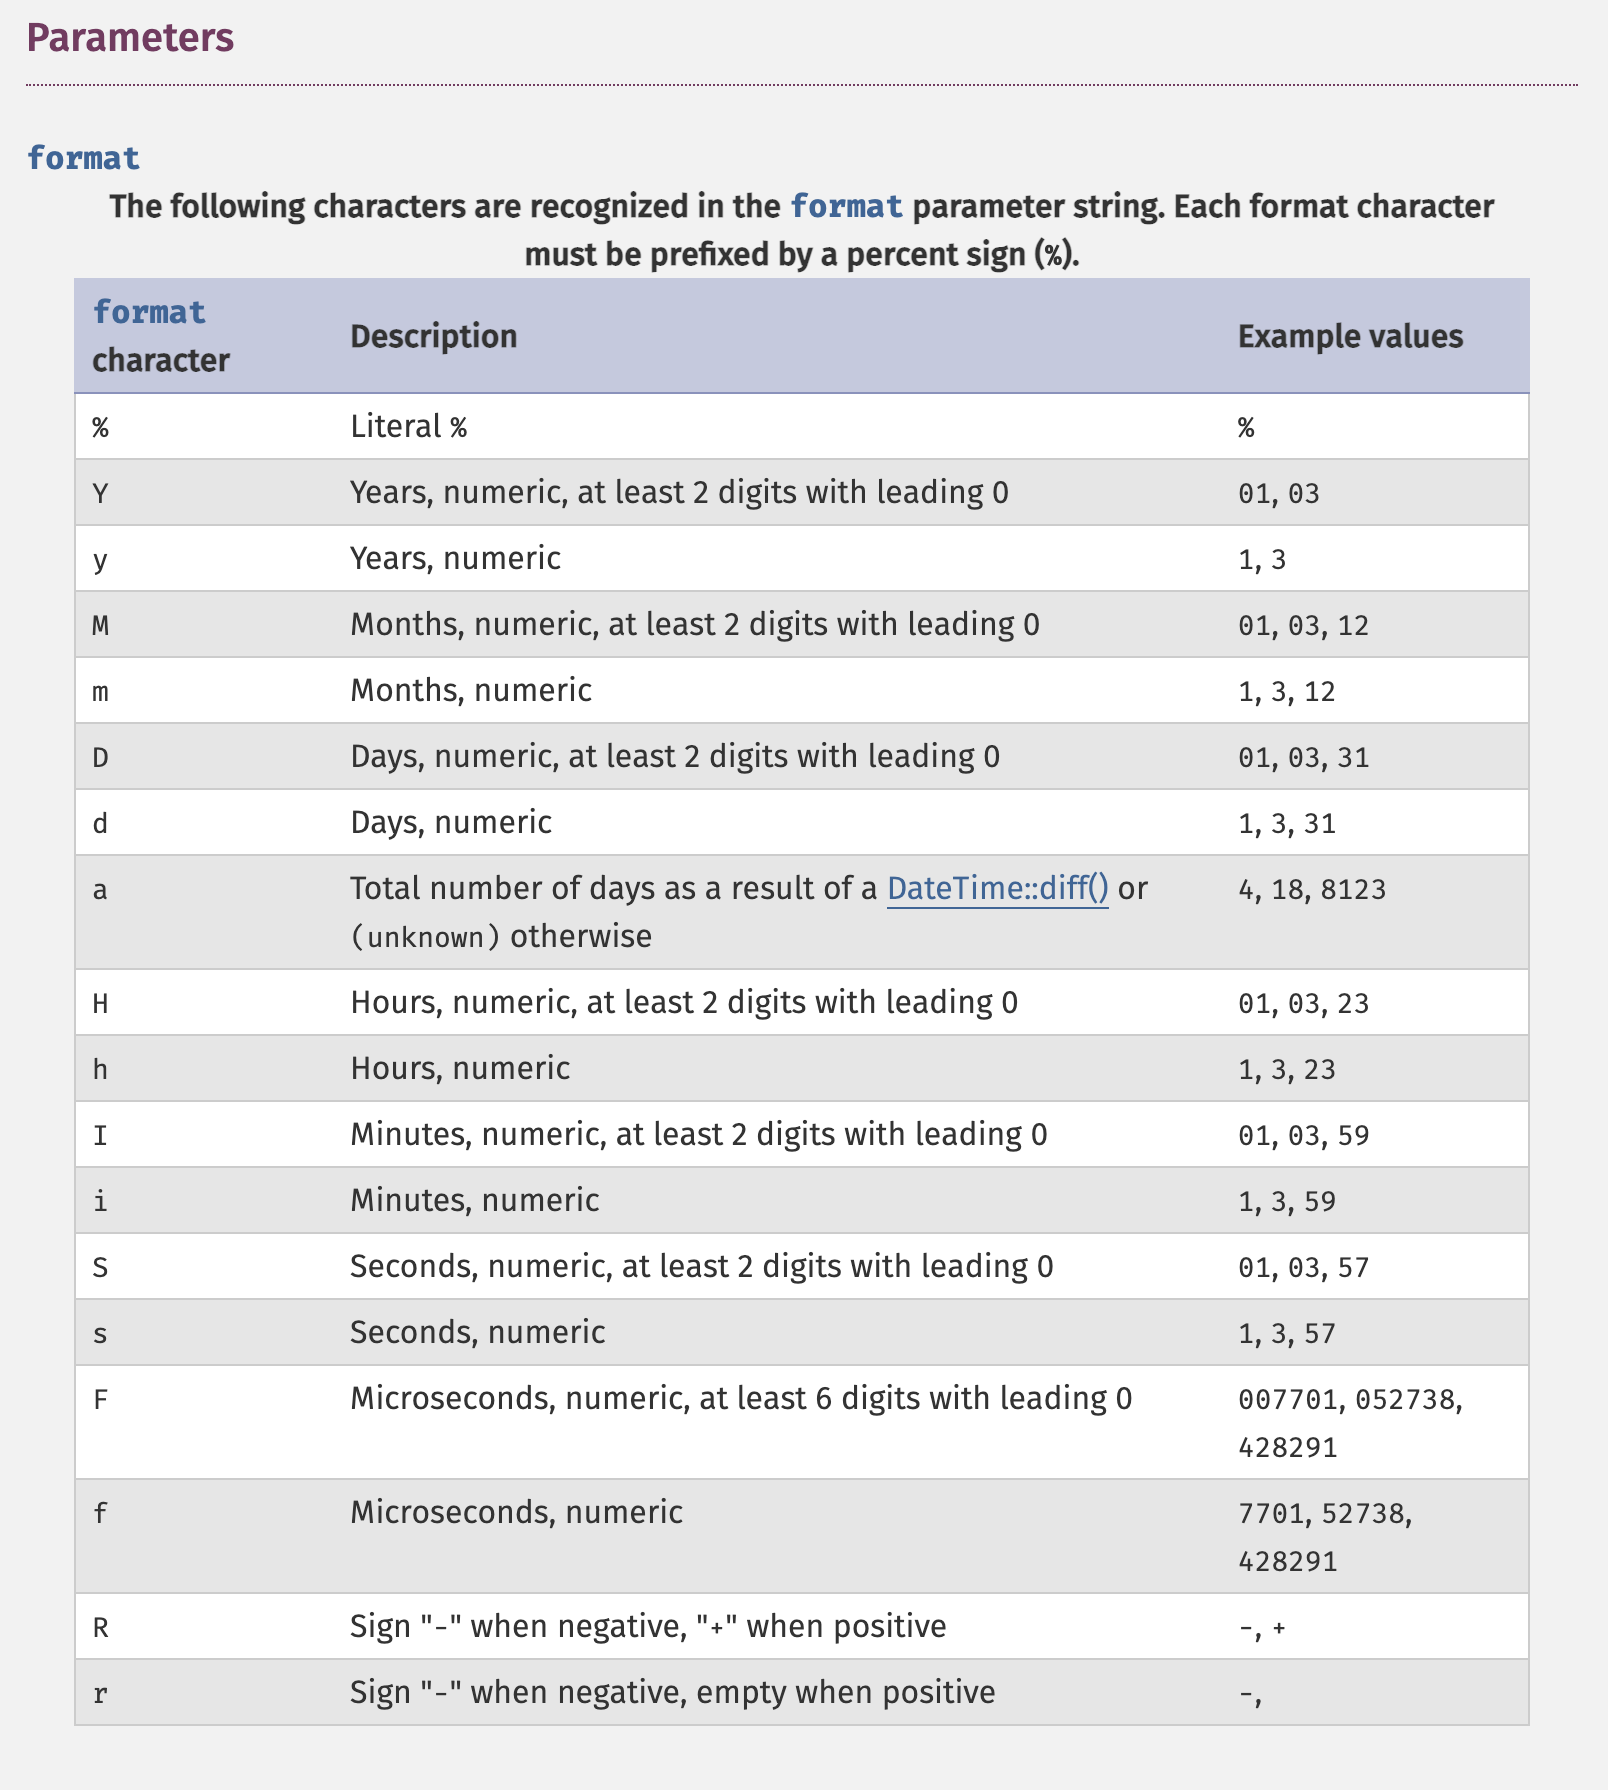 Parameters
format
The following characters are recognized in the format parameter string. Each format character
must be prefixed by a percent sign (%).
format
character
Description
Example values
% Literal % %
Y Years, numeric, at least 2 digits with leading 0 01, 03
y Years, numeric 1, 3
M Months, numeric, at least 2 digits with leading 0 01, 03, 12
m Months, numeric 1, 3, 12
D Days, numeric, at least 2 digits with leading 0 01, 03, 31
d Days, numeric 1, 3, 31
a Total number of days as a result of a DateTime::diff() or 4, 18, 8123
(unknown) otherwise
H Hours, numeric, at least 2 digits with leading 0 01, 03, 23
h Hours, numeric 1, 3, 23
I Minutes, numeric, at least 2 digits with leading 0 01, 03, 59
i Minutes, numeric 1, 3, 59
S Seconds, numeric, at least 2 digits with leading 0 01, 03, 57
s Seconds, numeric 1, 3, 57
F Microseconds, numeric, at least 6 digits with leading 0 007701, 052738,
428291
f Microseconds, numeric 7701, 52738,
428291
R Sign "-" when negative, "+" when positive -, +
r Sign "-" when negative, empty when positive -,